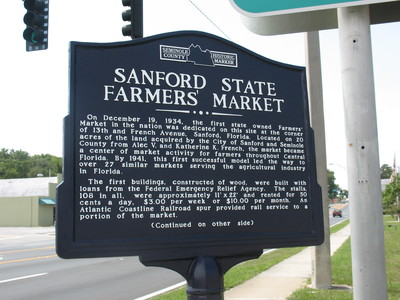 SEMINOLE COUNTY
HISTORIC MARKER
SANFORD STATE
FARMERS' MARKET
On December 19, 1934, the first state owned Farmers'
Market in the nation was dedicated on this site at the corner
of 13th and French Avenue, Sanford, Florida. Located on 20
acres of the land acquired by the City of Sanford and Seminole
County from Alec V. and Katherine K. French, the market became
a center of market activity for farmers throughout Central
Florida. By 1941, this first successful model led the way to
over 27 similar markets serving the agricultural industry
in Florida.
The first buildings, constructed of wood, were built with
loans from the Federal Emergency Relief Agency. The stalls,
108 in all, were approximately 11'x 22' and rented for 50
cents a day, $3.00 per week or $10.00 per month. An
Atlantic Coastline Railroad spur provided rail service to a
portion of the market.
(Continued on other side)